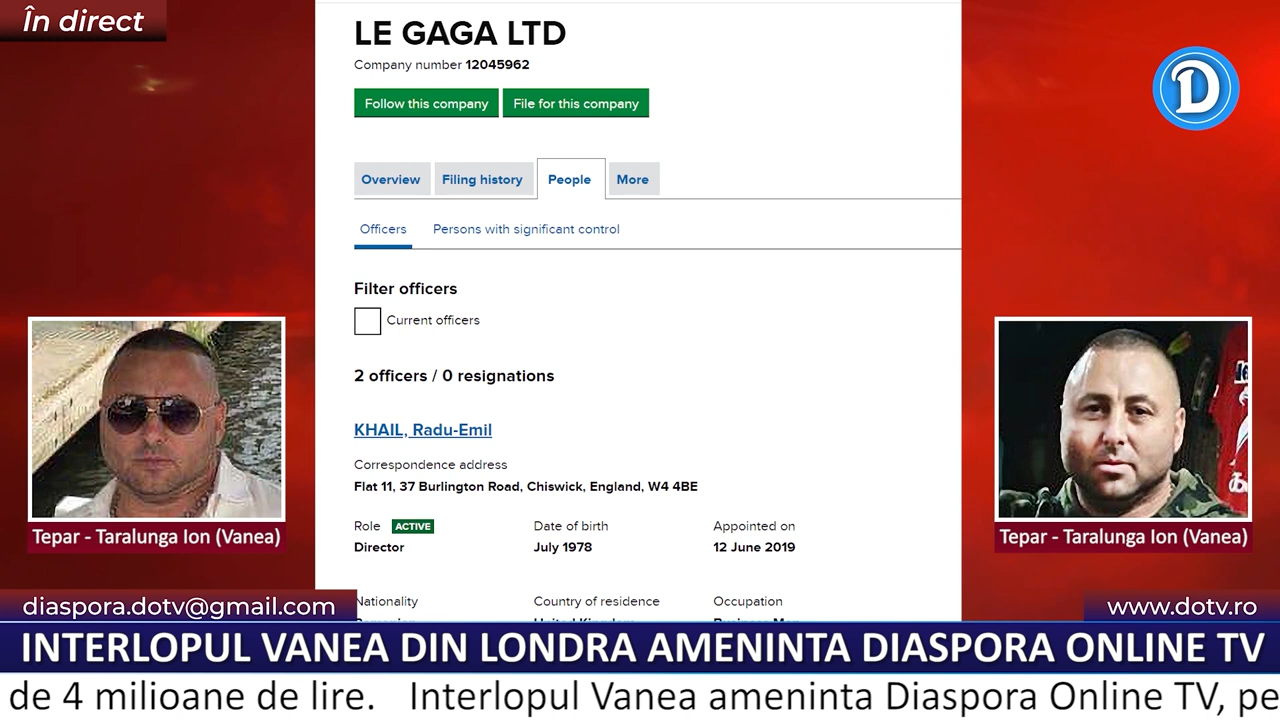 În direct
LE GAGA LTD
Company number 12045962
Follow this company File for this company
D
Overview Filing history People More
Officers Persons with significant control
Filter officers
Current officers
2 officers / 0 resignations
KHAIL, Radu-Emil
Correspondence address
Flat 11, 37 Burlington Road, Chiswick, England, W4 4BE
Role ACTIVE Date of birth Appointed on
Director July 1978 12 June 2019
Tepar - Taralunga Ion (Vanea)
Tepar - Taralunga Ion (Vanea)
Nationality Country of residence Occupation
diaspora.dotv@gmail.com
www.dotv.ro
INTERLOPUL VANEA DIN LONDRA AMENINTA DIASPORA ONLINE TV
de 4 milioane de lire. Interlopul Vanea ameninta Diaspora Online TV, pe